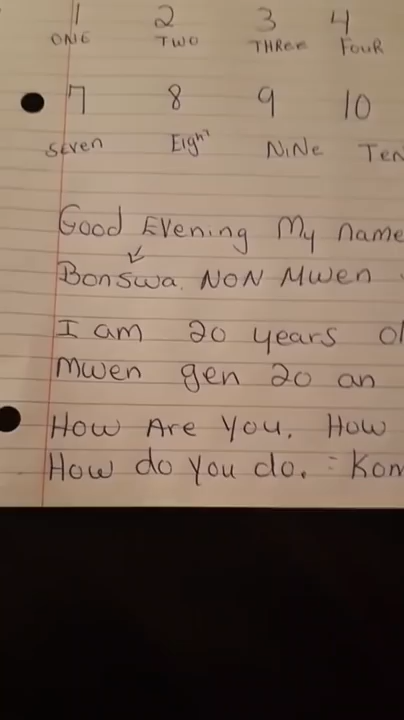 1 2 3 4
ONE TWO THREE FOUR
7 8 9 10
seven Eight NiNe TEN
Good Evening My name
Bonswa. NON Mwen
I am 20 years ol
Mwen gen 20 an
How Are You. How
How do you do. = Kom